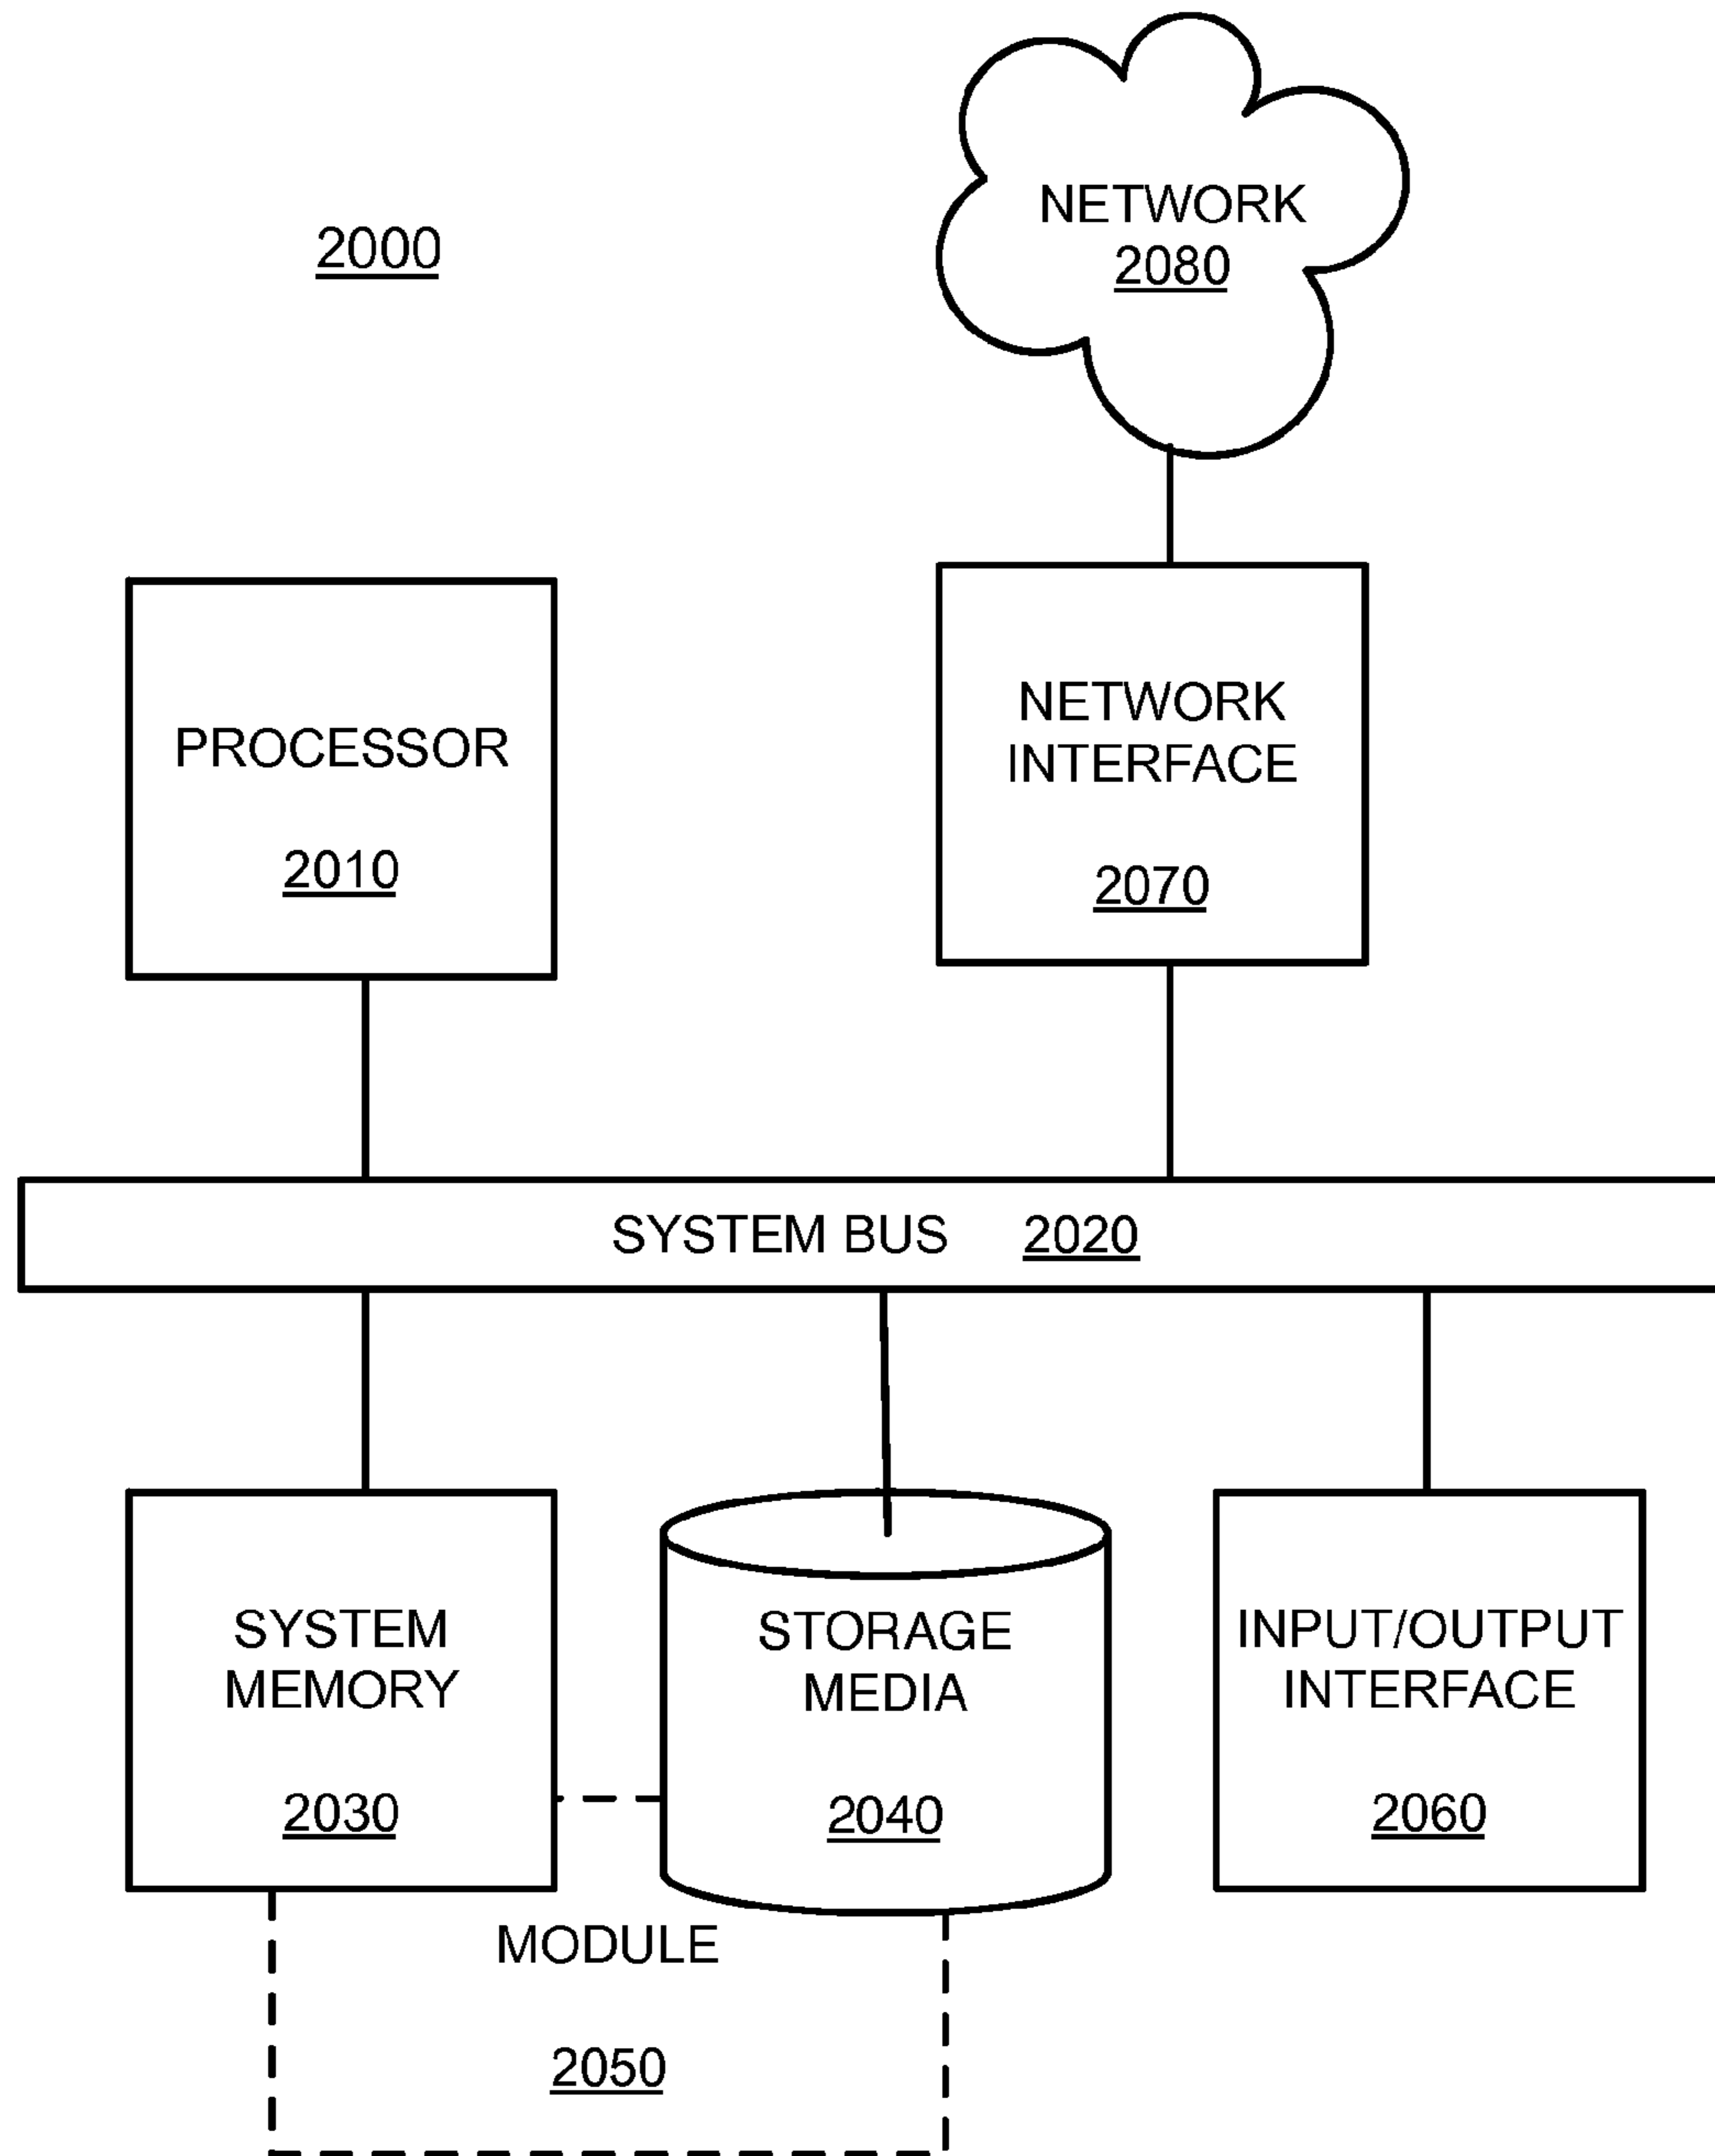 NETWORK
2080
2000
PROCESSOR
2010
NETWORK
INTERFACE
2070
SYSTEM BUS 2020
SYSTEM
MEMORY
2030
STORAGE
MEDIA
2040
INPUT/OUTPUT
INTERFACE
2060
MODULE
2050